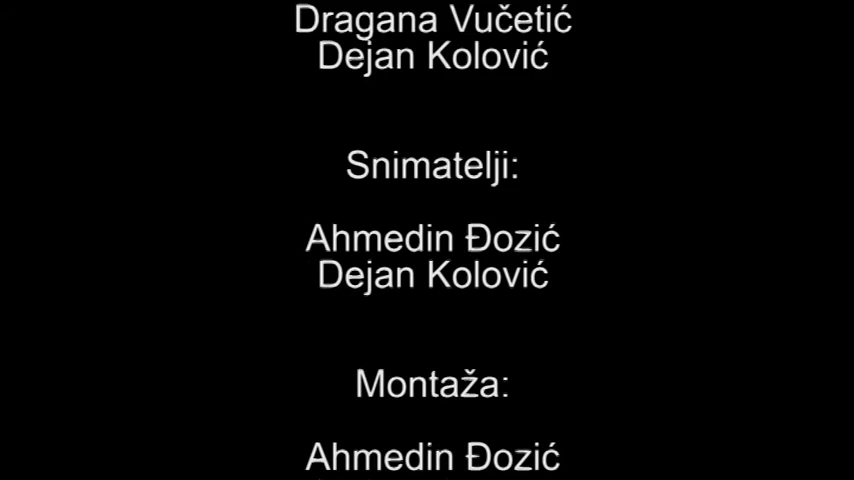 Dragana Vučetić
Dejan Kolović
Snimatelji:
Ahmedin Đozić
Dejan Kolović
Montaža:
Ahmedin Đozić